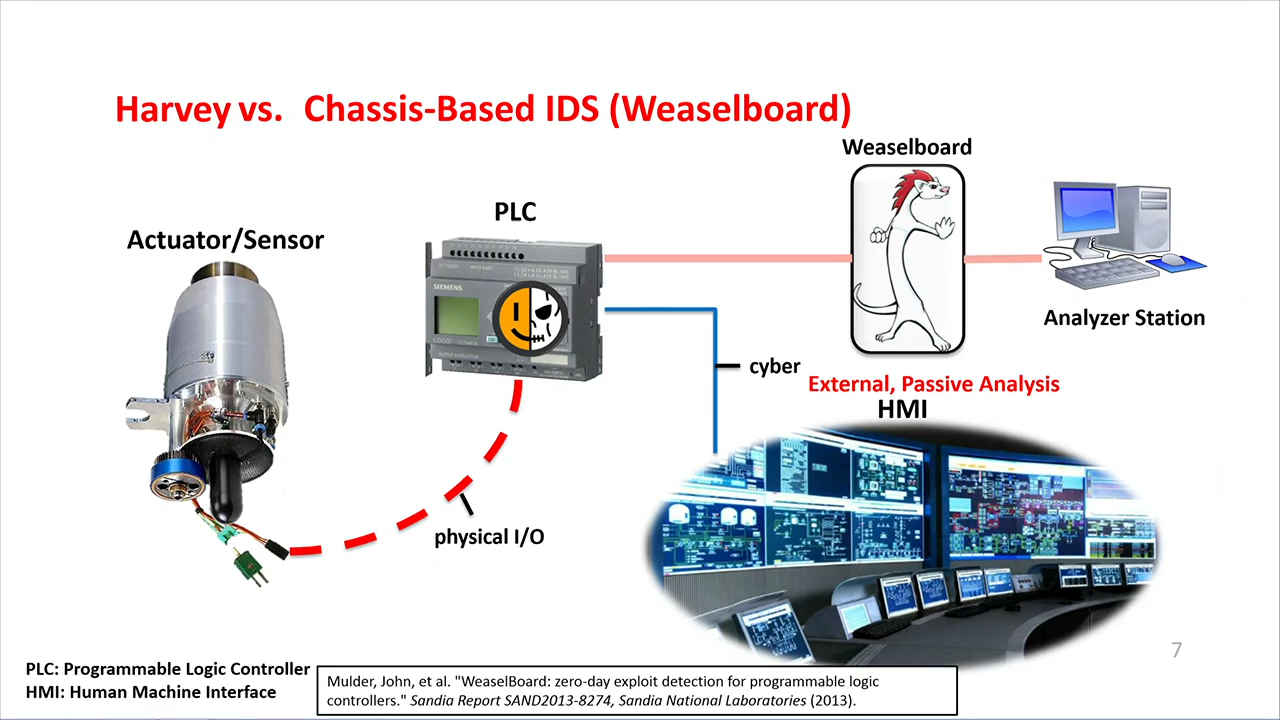 Harvey vs. Chassis-Based IDS (Weaselboard)
Weaselboard
PLC
Actuator/Sensor
SIEMENS
Analyzer Station
cyber
External, Passive Analysis
HMI
physical I/O
7
PLC: Programmable Logic Controller
HMI: Human Machine Interface
Mulder, John, et al. "WeaselBoard: zero-day exploit detection for programmable logic
controllers." Sandia Report SAND2013-8274, Sandia National Laboratories (2013).